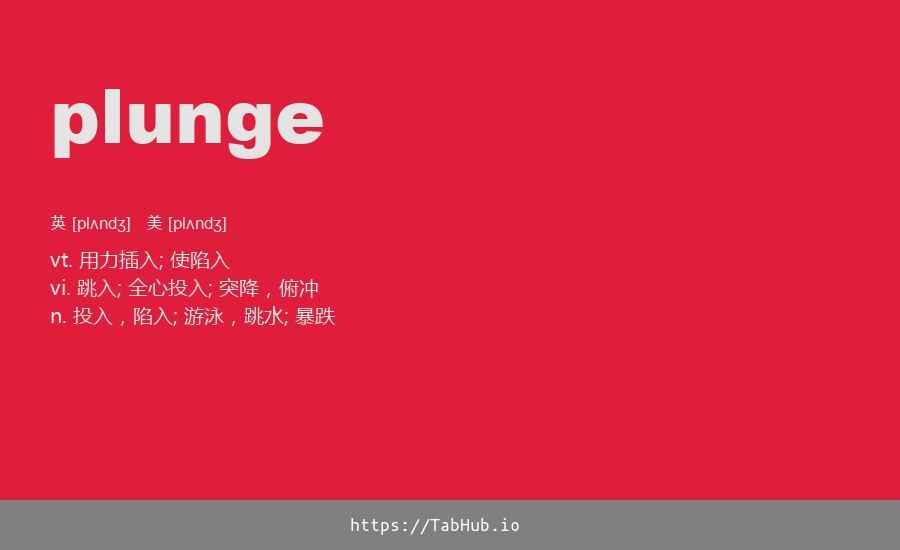 plunge
英 [plʌndʒ] 美 [plʌndʒ]
vt. 用力插入; 使陷入
vi. 跳入; 全心投入; 突降，俯冲
n. 投入，陷入; 游泳，跳水; 暴跌
https://TabHub.io